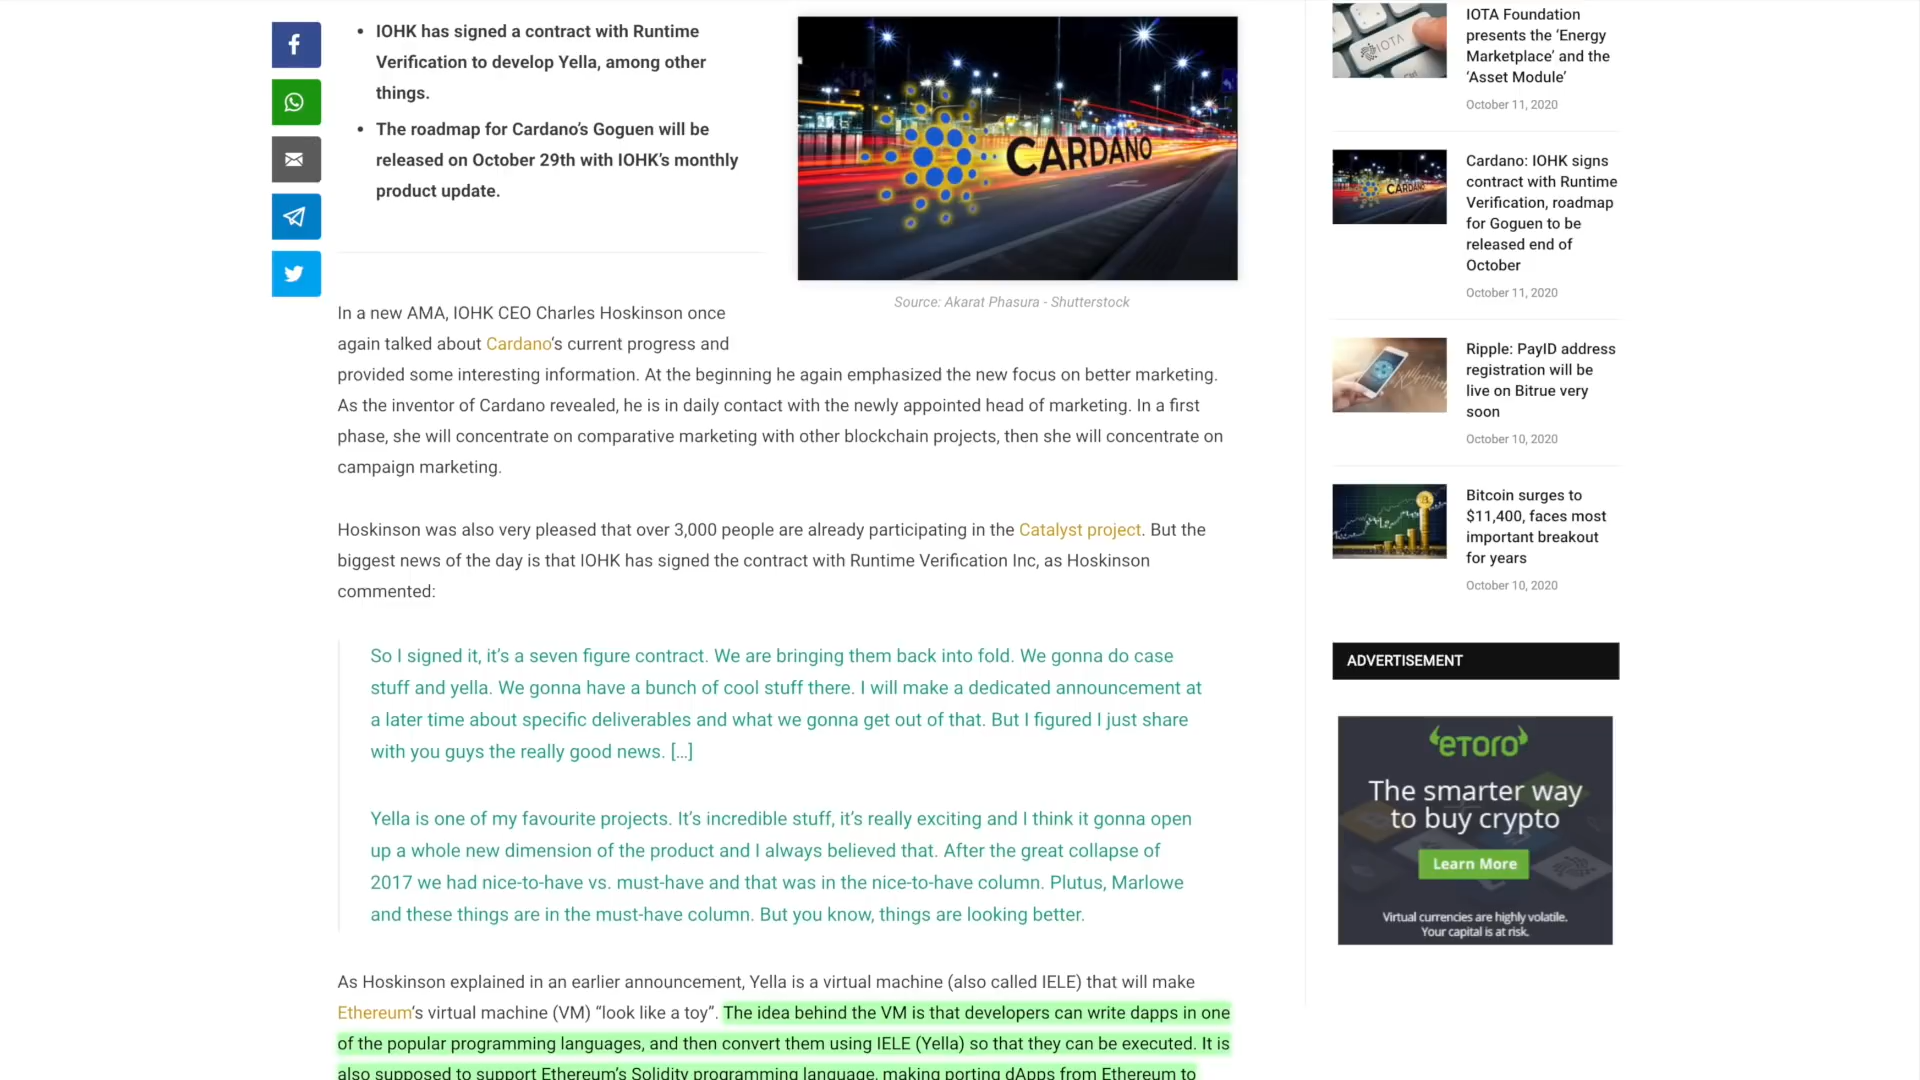 IOHK has signed a contract with Runtime
Verification to develop Yella, among other
things.
The roadmap for Cardano's Goguen will be
released on October 29th with IOHK's monthly
product update.
CARDANO
Source: Akarat Phasura - Shutterstock
In a new AMA, IOHK CEO Charles Hoskinson once
again talked about Cardano's current progress and
provided some interesting information. At the beginning he again emphasized the new focus on better marketing.
As the inventor of Cardano revealed, he is in daily contact with the newly appointed head of marketing. In a first
phase, she will concentrate on comparative marketing with other blockchain projects, then she will concentrate on
campaign marketing.
Hoskinson was also very pleased that over 3,000 people are already participating in the Catalyst project. But the
biggest news of the day is that IOHK has signed the contract with Runtime Verification Inc, as Hoskinson
commented:
So I signed it, it's a seven figure contract. We are bringing them back into fold. We gonna do case
stuff and yella. We gonna have a bunch of cool stuff there. I will make a dedicated announcement at
a later time about specific deliverables and what we gonna get out of that. But I figured I just share
with you guys the really good news. […]
Yella is one of my favourite projects. It's incredible stuff, it's really exciting and I think it gonna open
up a whole new dimension of the product and I always believed that. After the great collapse of
2017 we had nice-to-have vs. must-have and that was in the nice-to-have column. Plutus, Marlowe
and these things are in the must-have column. But you know, things are looking better.
As Hoskinson explained in an earlier announcement, Yella is a virtual machine (also called IELE) that will make
Ethereum's virtual machine (VM) “look like a toy”. The idea behind the VM is that developers can write dapps in one
of the popular programming languages, and then convert them using IELE (Yella) so that they can be executed. It is
also supposed to support Ethereum's Solidity programming language, making porting dApps from Ethereum to
IOTA
Ctrl
IOTA Foundation
presents the ‘Energy
Marketplace’ and the
‘Asset Module’
October 11, 2020
CARDANO
Cardano: IOHK signs
contract with Runtime
Verification, roadmap
for Goguen to be
released end of
October
October 11, 2020
Ripple: PayID address
registration will be
live on Bitrue very
soon
October 10, 2020
Bitcoin surges to
$11,400, faces most
important breakout
for years
October 10, 2020
ADVERTISEMENT
eToro
The smarter way
to buy crypto
Learn More
Virtual currencies are highly volatile.
Your capital is at risk.